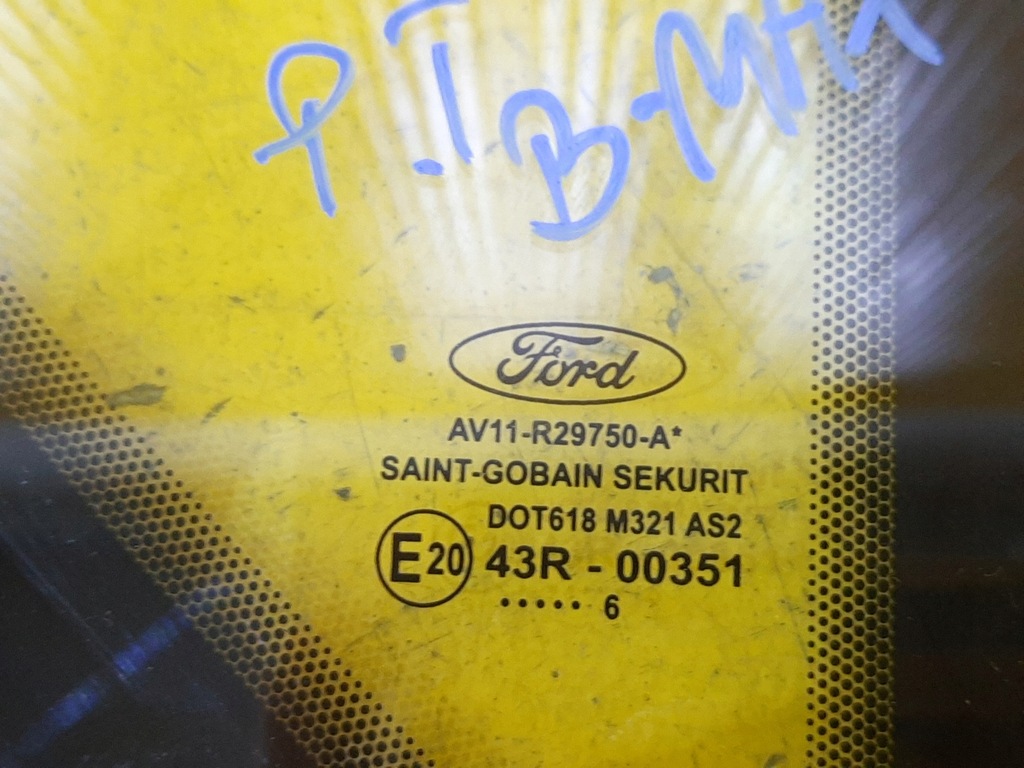 P.T B-MAX
Ford
AV11-R29750-A*
SAINT-GOBAIN SEKURIT
DOT618 M321 AS2
E20 43R - 00351
..... 6